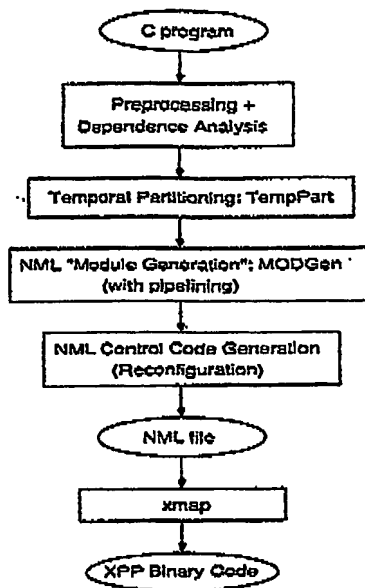 C program
Preprocessing +
Dependence Analysis
Temporal Partitioning: TempPart
NML "Module Generation": MODGen
(with pipelining)
NML Control Code Generation
(Reconfiguration)
NML file
xmap
XPP Binary Code